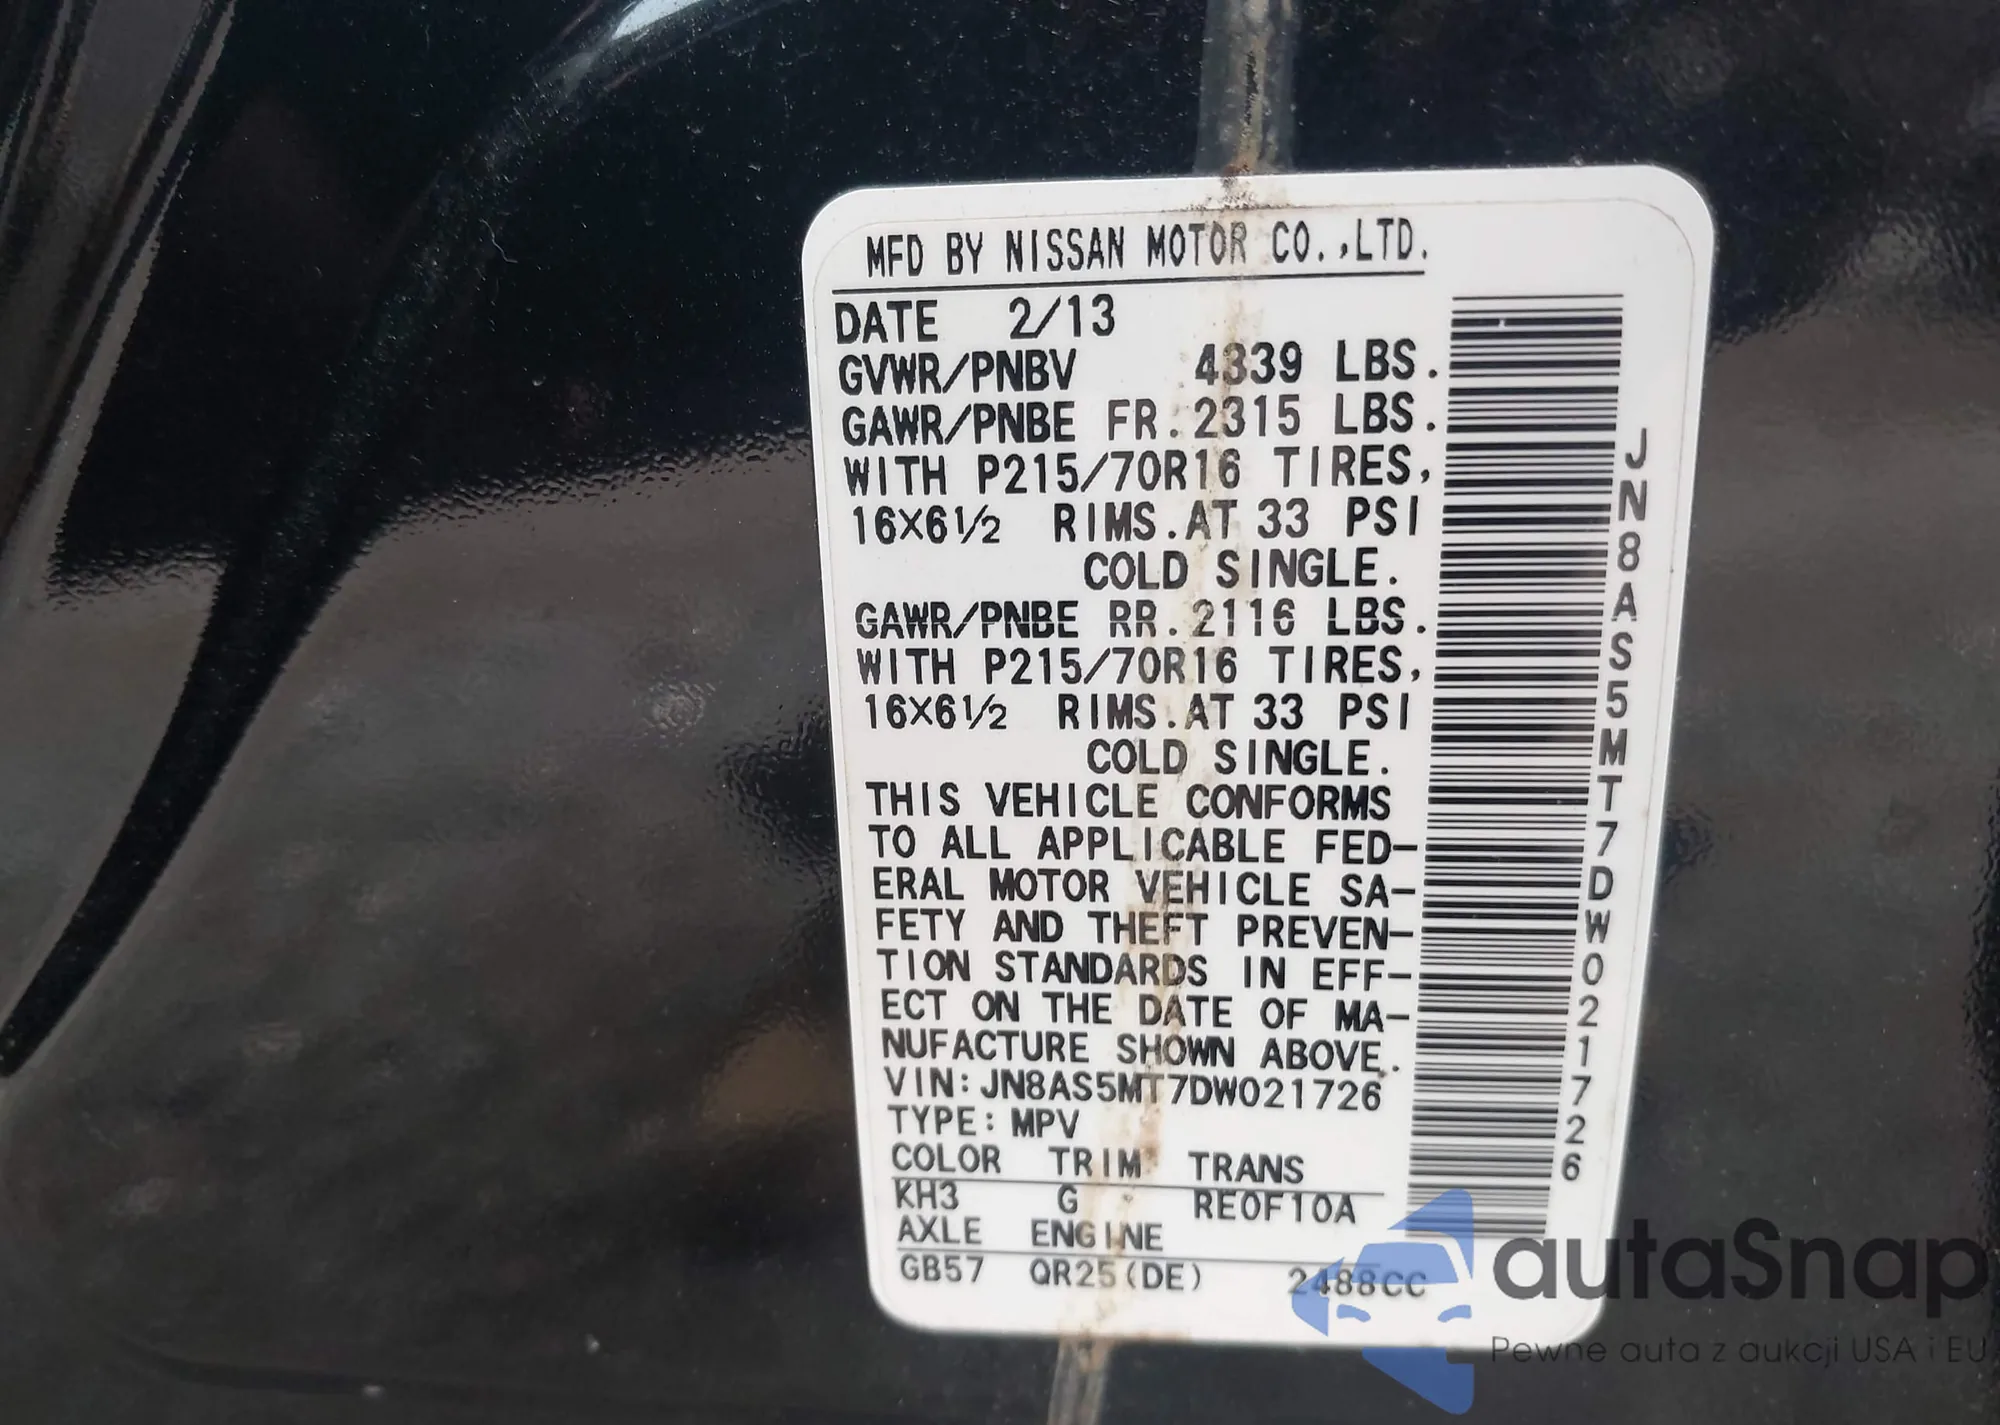 MFD BY NISSAN MOTOR CO.,LTD.
DATE 2/13
GVWR/PNBV 4339 LBS.
GAWR/PNBE FR.2315 LBS.
WITH P215/70R16 TIRES,
16X6½ RIMS.AT 33 PSI
COLD SINGLE.
GAWR/PNBE RR.2116 LBS.
WITH P215/70R16 TIRES,
16X6½ RIMS.AT 33 PSI
COLD SINGLE.
THIS VEHICLE CONFORMS
TO ALL APPLICABLE FED-
ERAL MOTOR VEHICLE SA-
FETY AND THEFT PREVEN-
TION STANDARDS IN EFF-
ECT ON THE DATE OF MA-
NUFACTURE SHOWN ABOVE.
VIN:JN8AS5MT7DW021726
TYPE:MPV
COLOR TRIM TRANS
KH3 G RE0F10A
AXLE ENGINE
GB57 QR25(DE) 2488CC
JN8AS5MT7DW021726
autaSnap
Pewne auta z aukcji USA i EU